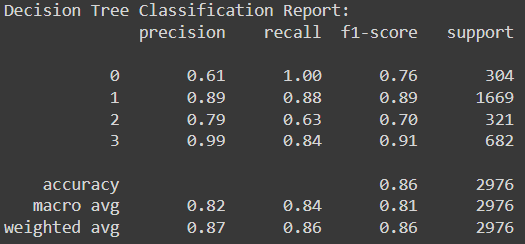 Decision Tree Classification Report:
precision recall f1-score support
0 0.61 1.00 0.76 304
1 0.89 0.88 0.89 1669
2 0.79 0.63 0.70 321
3 0.99 0.84 0.91 682
accuracy 0.86 2976
macro avg 0.82 0.84 0.81 2976
weighted avg 0.87 0.86 0.86 2976